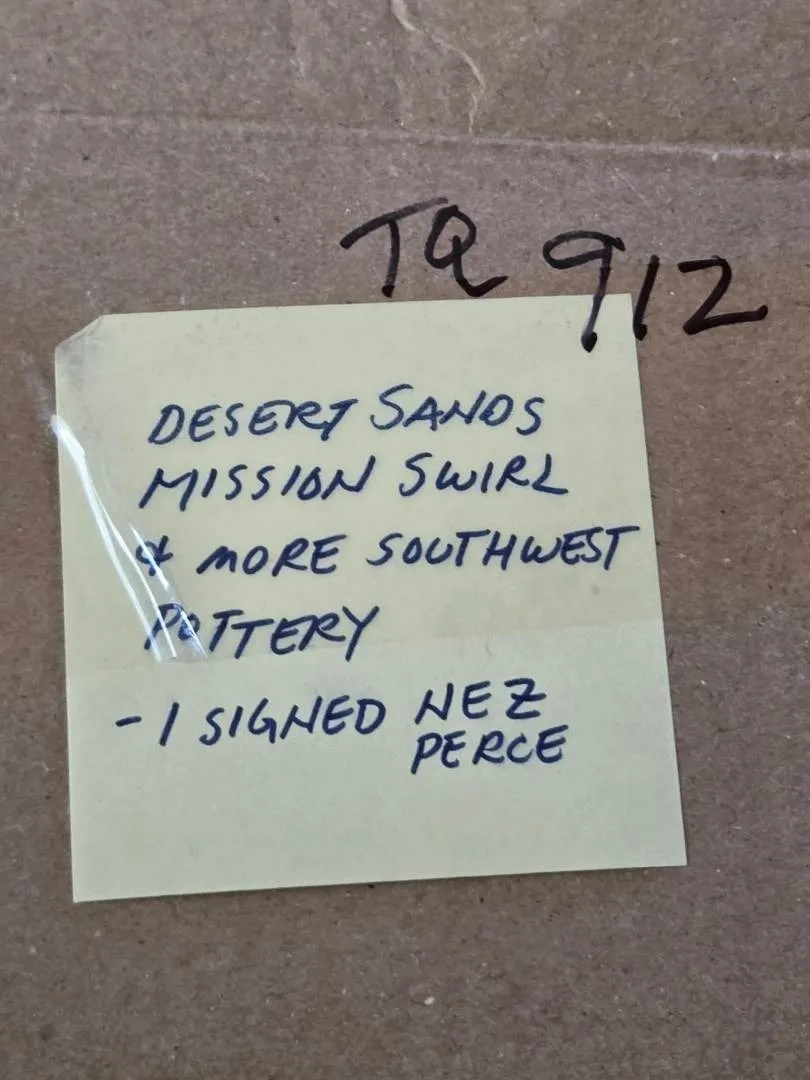 TQ 912
DESERT SANDS
MISSION SWIRL
& MORE SOUTHWEST
POTTERY
- 1 SIGNED NEZ
PERCE